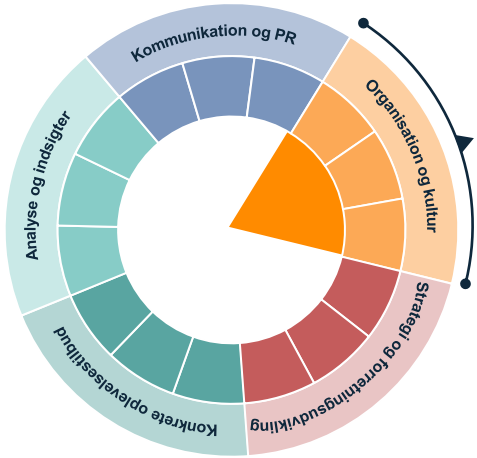 Kommunikation og PR
Organisation og kultur
Strategi og forretningsudvikling
Konkrete oplevelsestilbud
Analyse og indsigter